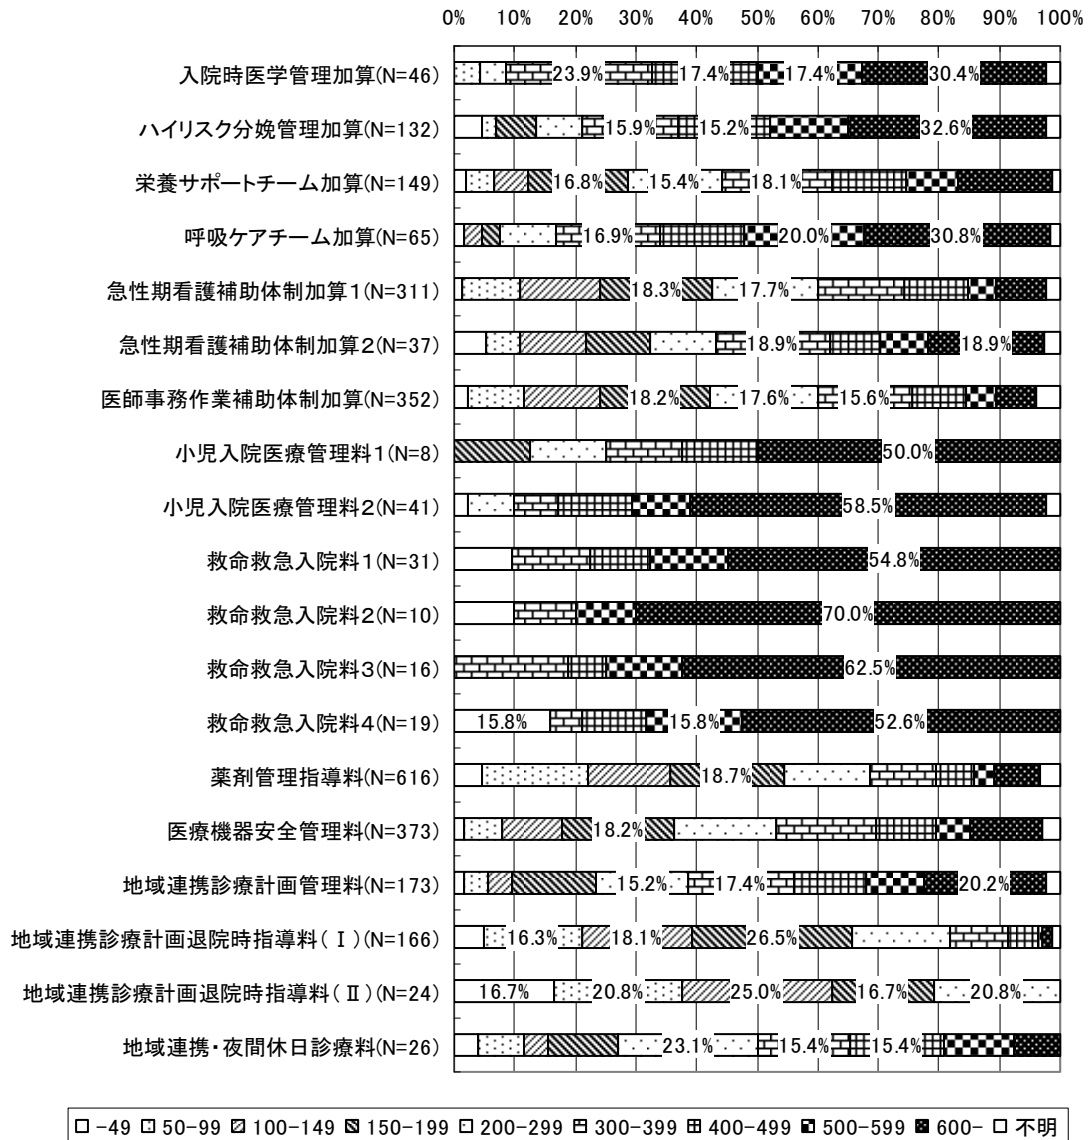 0% 10% 20% 30% 40% 50% 60% 70% 80% 90% 100%
入院時医学管理加算(N=46) 23.9% 17.4% 17.4% 30.4%
ハイリスク分娩管理加算(N=132) 15.9% 15.2% 32.6%
栄養サポートチーム加算(N=149) 16.8% 15.4% 18.1%
呼吸ケアチーム加算(N=65) 16.9% 20.0% 30.8%
急性期看護補助体制加算1(N=311) 18.3% 17.7%
急性期看護補助体制加算2(N=37) 18.9% 18.9%
医師事務作業補助体制加算(N=352) 18.2% 17.6% 15.6%
小児入院医療管理料1(N=8) 50.0%
小児入院医療管理料2(N=41) 58.5%
救命救急入院料1(N=31) 54.8%
救命救急入院料2(N=10) 70.0%
救命救急入院料3(N=16) 62.5%
救命救急入院料4(N=19) 15.8% 15.8% 52.6%
薬剤管理指導料(N=616) 18.7%
医療機器安全管理料(N=373) 18.2%
地域連携診療計画管理料(N=173) 15.2% 17.4% 20.2%
地域連携診療計画退院時指導料(Ⅰ)(N=166) 16.3% 18.1% 26.5%
地域連携診療計画退院時指導料(Ⅱ)(N=24) 16.7% 20.8% 25.0% 16.7% 20.8%
地域連携・夜間休日診療料(N=26) 23.1% 15.4% 15.4%
-49 50-99 100-149 150-199 200-299 300-399 400-499 500-599 600- 不明